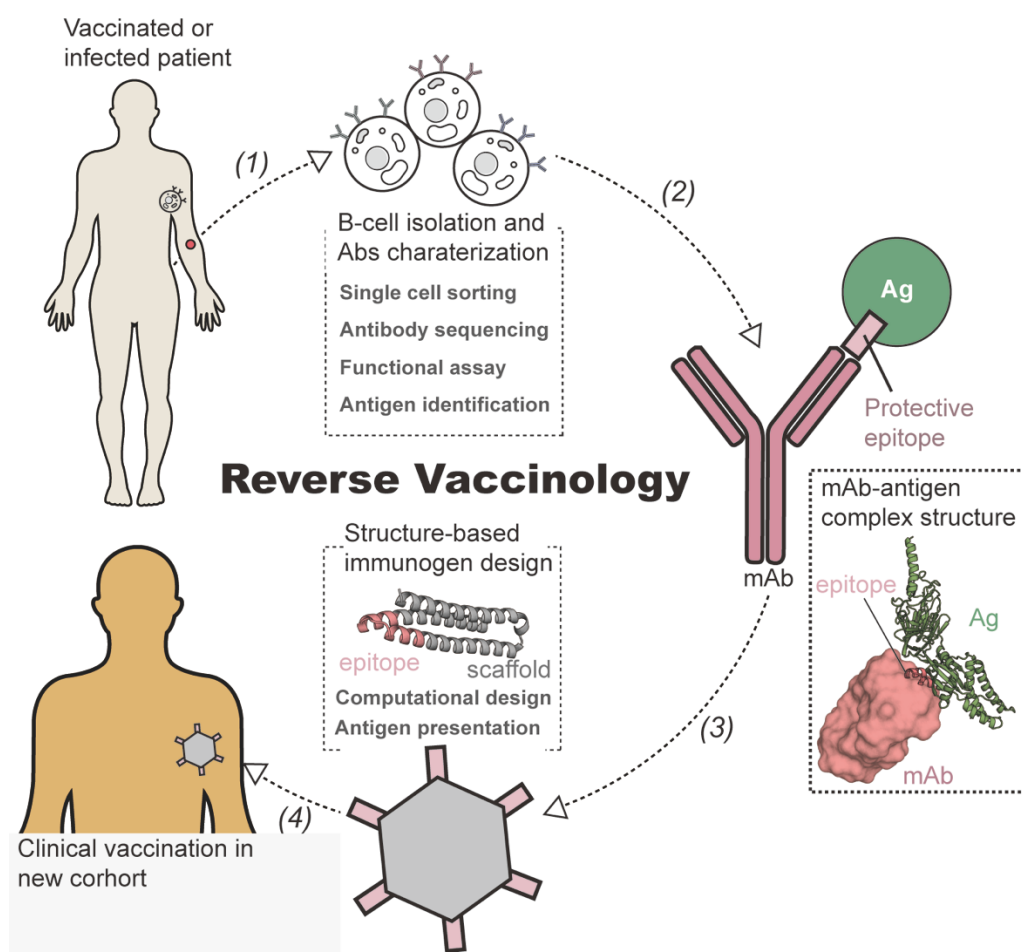 Vaccinated or
infected patient
(1)
B-cell isolation and
Abs charaterization
Single cell sorting
Antibody sequencing
Functional assay
Antigen identification
(2)
Ag
Protective
epitope
mAb
Reverse Vaccinology
mAb-antigen
complex structure
epitope
Ag
mAb
(3)
Structure-based
immunogen design
epitope
scaffold
Computational design
Antigen presentation
(4)
Clinical vaccination in
new corhort